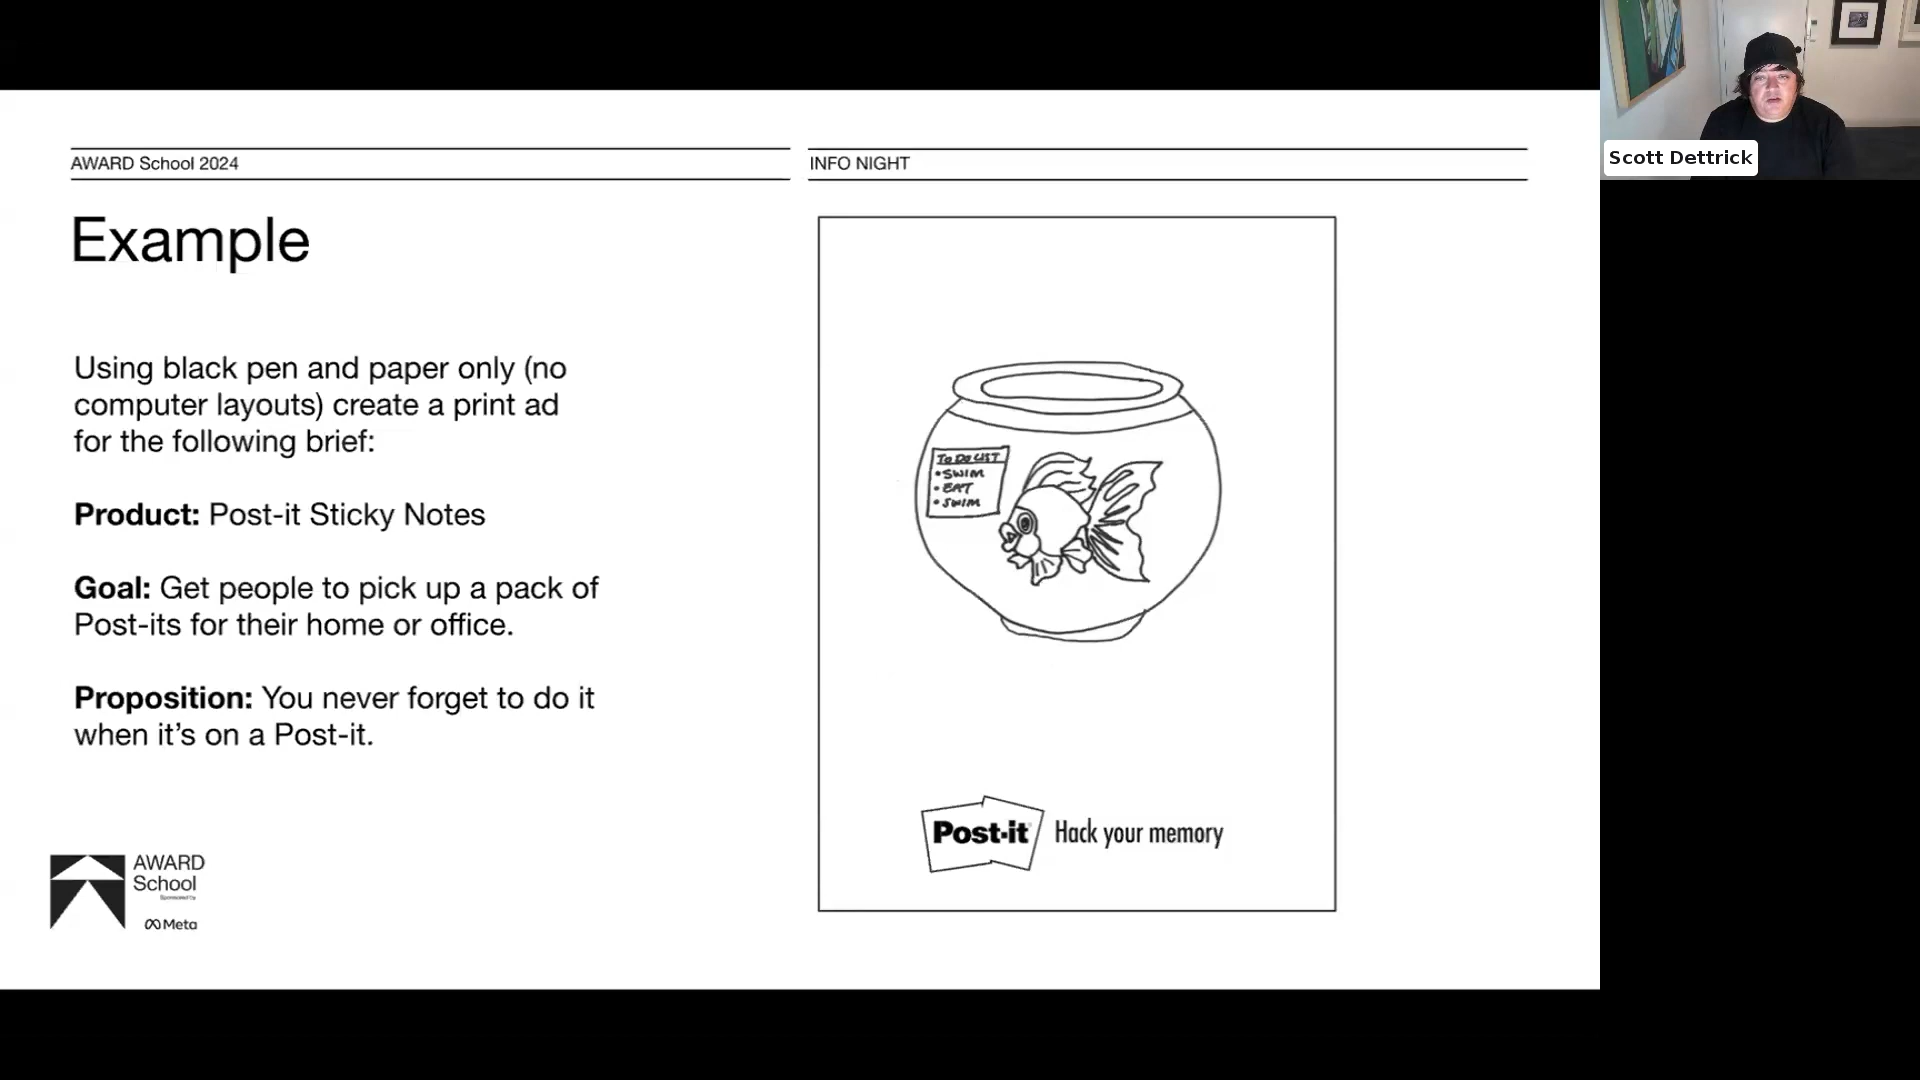 AWARD School 2024
INFO NIGHT
Scott Dettrick
Example
Using black pen and paper only (no
computer layouts) create a print ad
for the following brief:
Product: Post-it Sticky Notes
Goal: Get people to pick up a pack of
Post-its for their home or office.
Proposition: You never forget to do it
when it’s on a Post-it.
TO DO LIST
• SWIM
• EAT
• SWIM
Post-it
Hack your memory
AWARD
School
Sponsored by
Meta